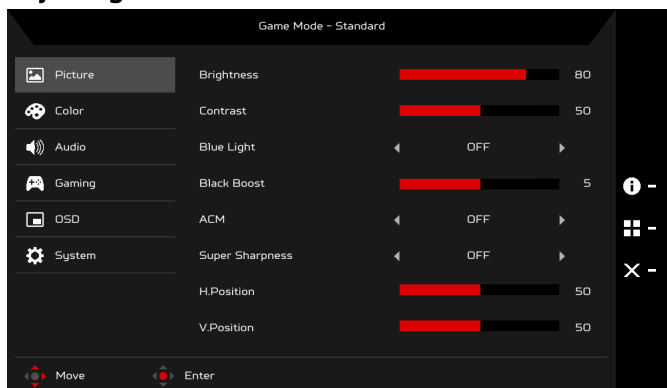 Game Mode - Standard
Picture
Brightness 80
Color
Contrast 50
Audio
Blue Light OFF
Gaming
Black Boost 5
OSD
ACM OFF
System
Super Sharpness OFF
H.Position 50
V.Position 50
Move Enter